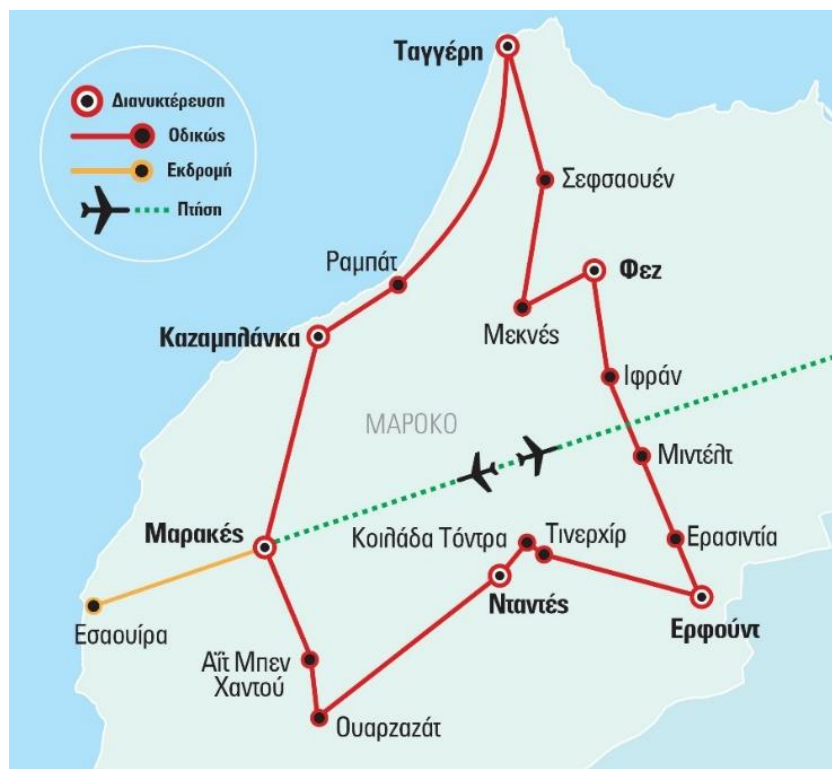 Ταγγέρη
Διανυκτέρευση
Οδικώς
Εκδρομή
Πτήση
Σεφσαουέν
Ραμπάτ
Φεζ
Μεκνές
Καζαμπλάνκα
Ιφράν
ΜΑΡΟΚΟ
Μιντέλτ
Μαρακές
Κοιλάδα Τόντρα
Τινερχίρ
Ερασιντία
Νταντές
Ερφούντ
Εσαουίρα
Αΐτ Μπεν
Χαντού
Ουαρζαζάτ